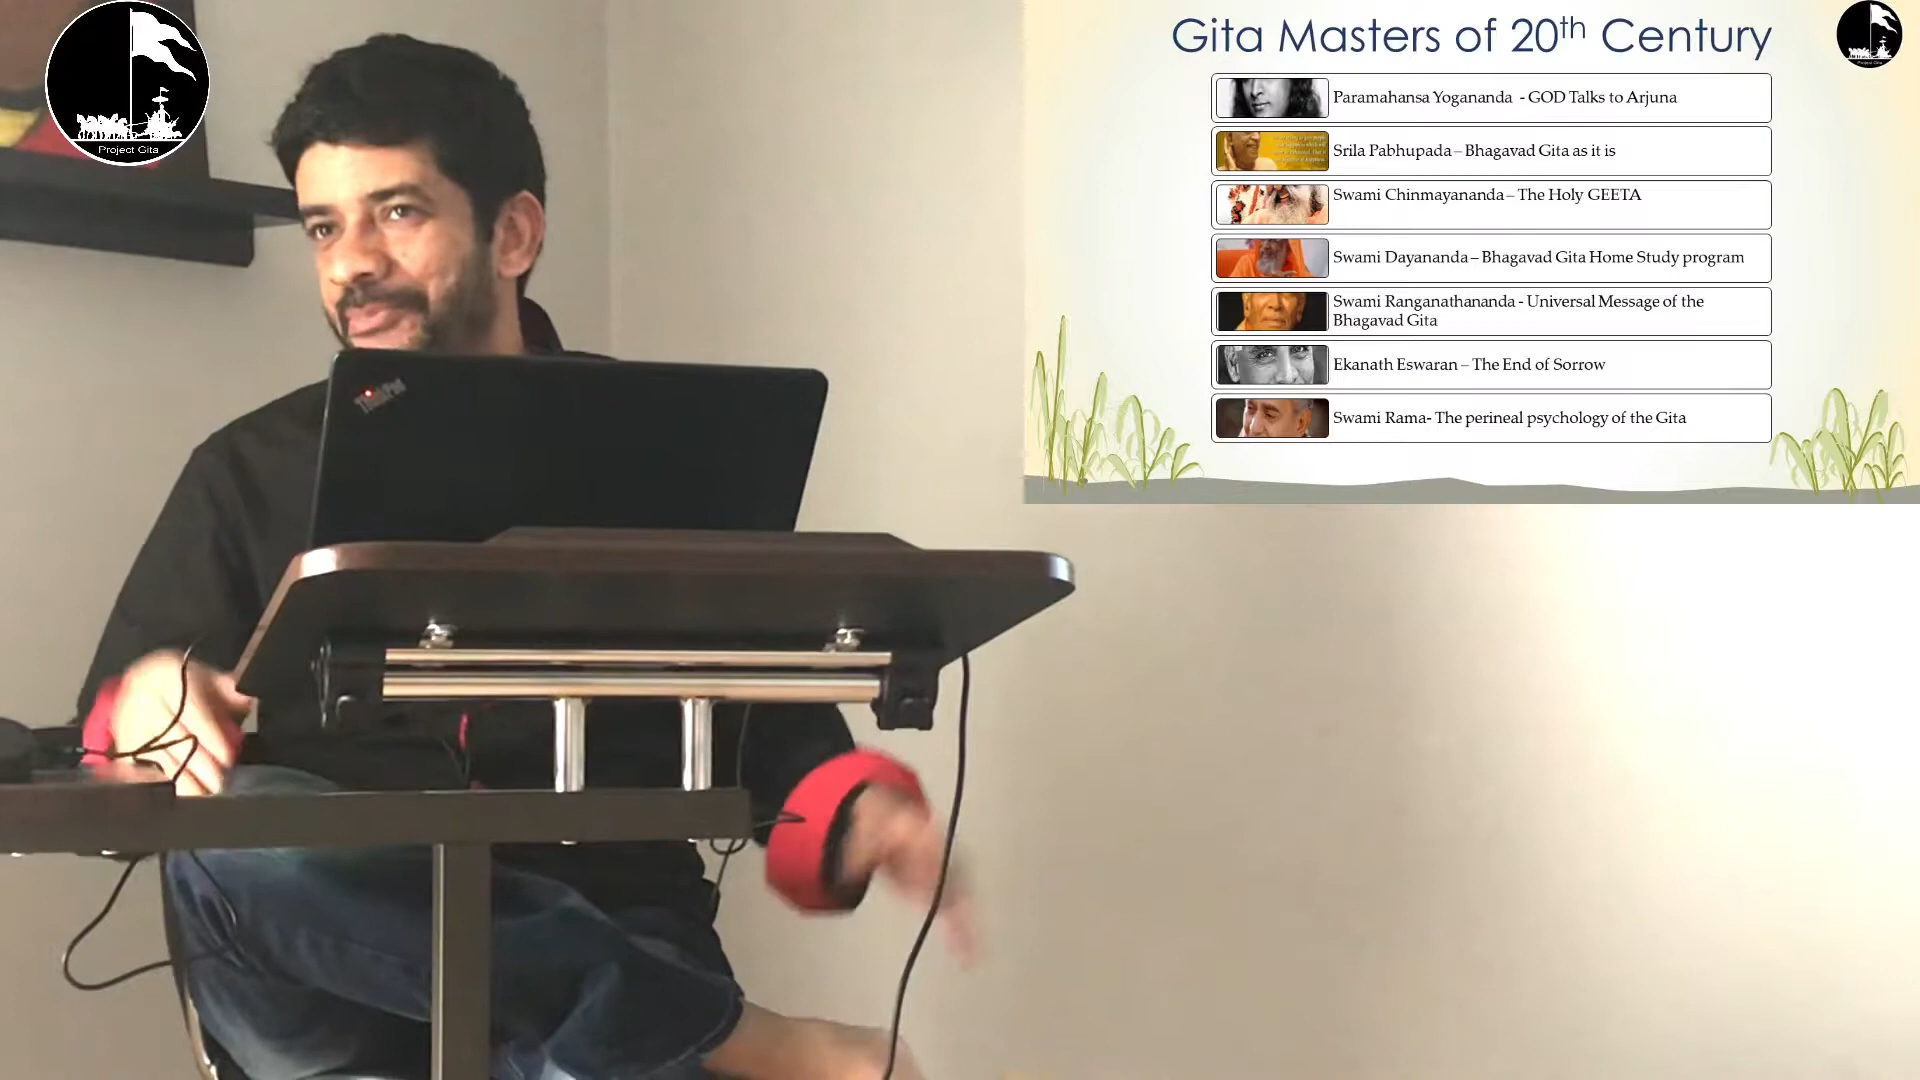 Project Gita
Gita Masters of 20th Century
Project Gita
Paramahansa Yogananda - GOD Talks to Arjuna
Srila Pabhupada – Bhagavad Gita as it is
Swami Chinmayananda – The Holy GEETA
Swami Dayananda – Bhagavad Gita Home Study program
Swami Ranganathananda - Universal Message of the
Bhagavad Gita
Ekanath Eswaran – The End of Sorrow
Swami Rama- The perineal psychology of the Gita
ThinkPad